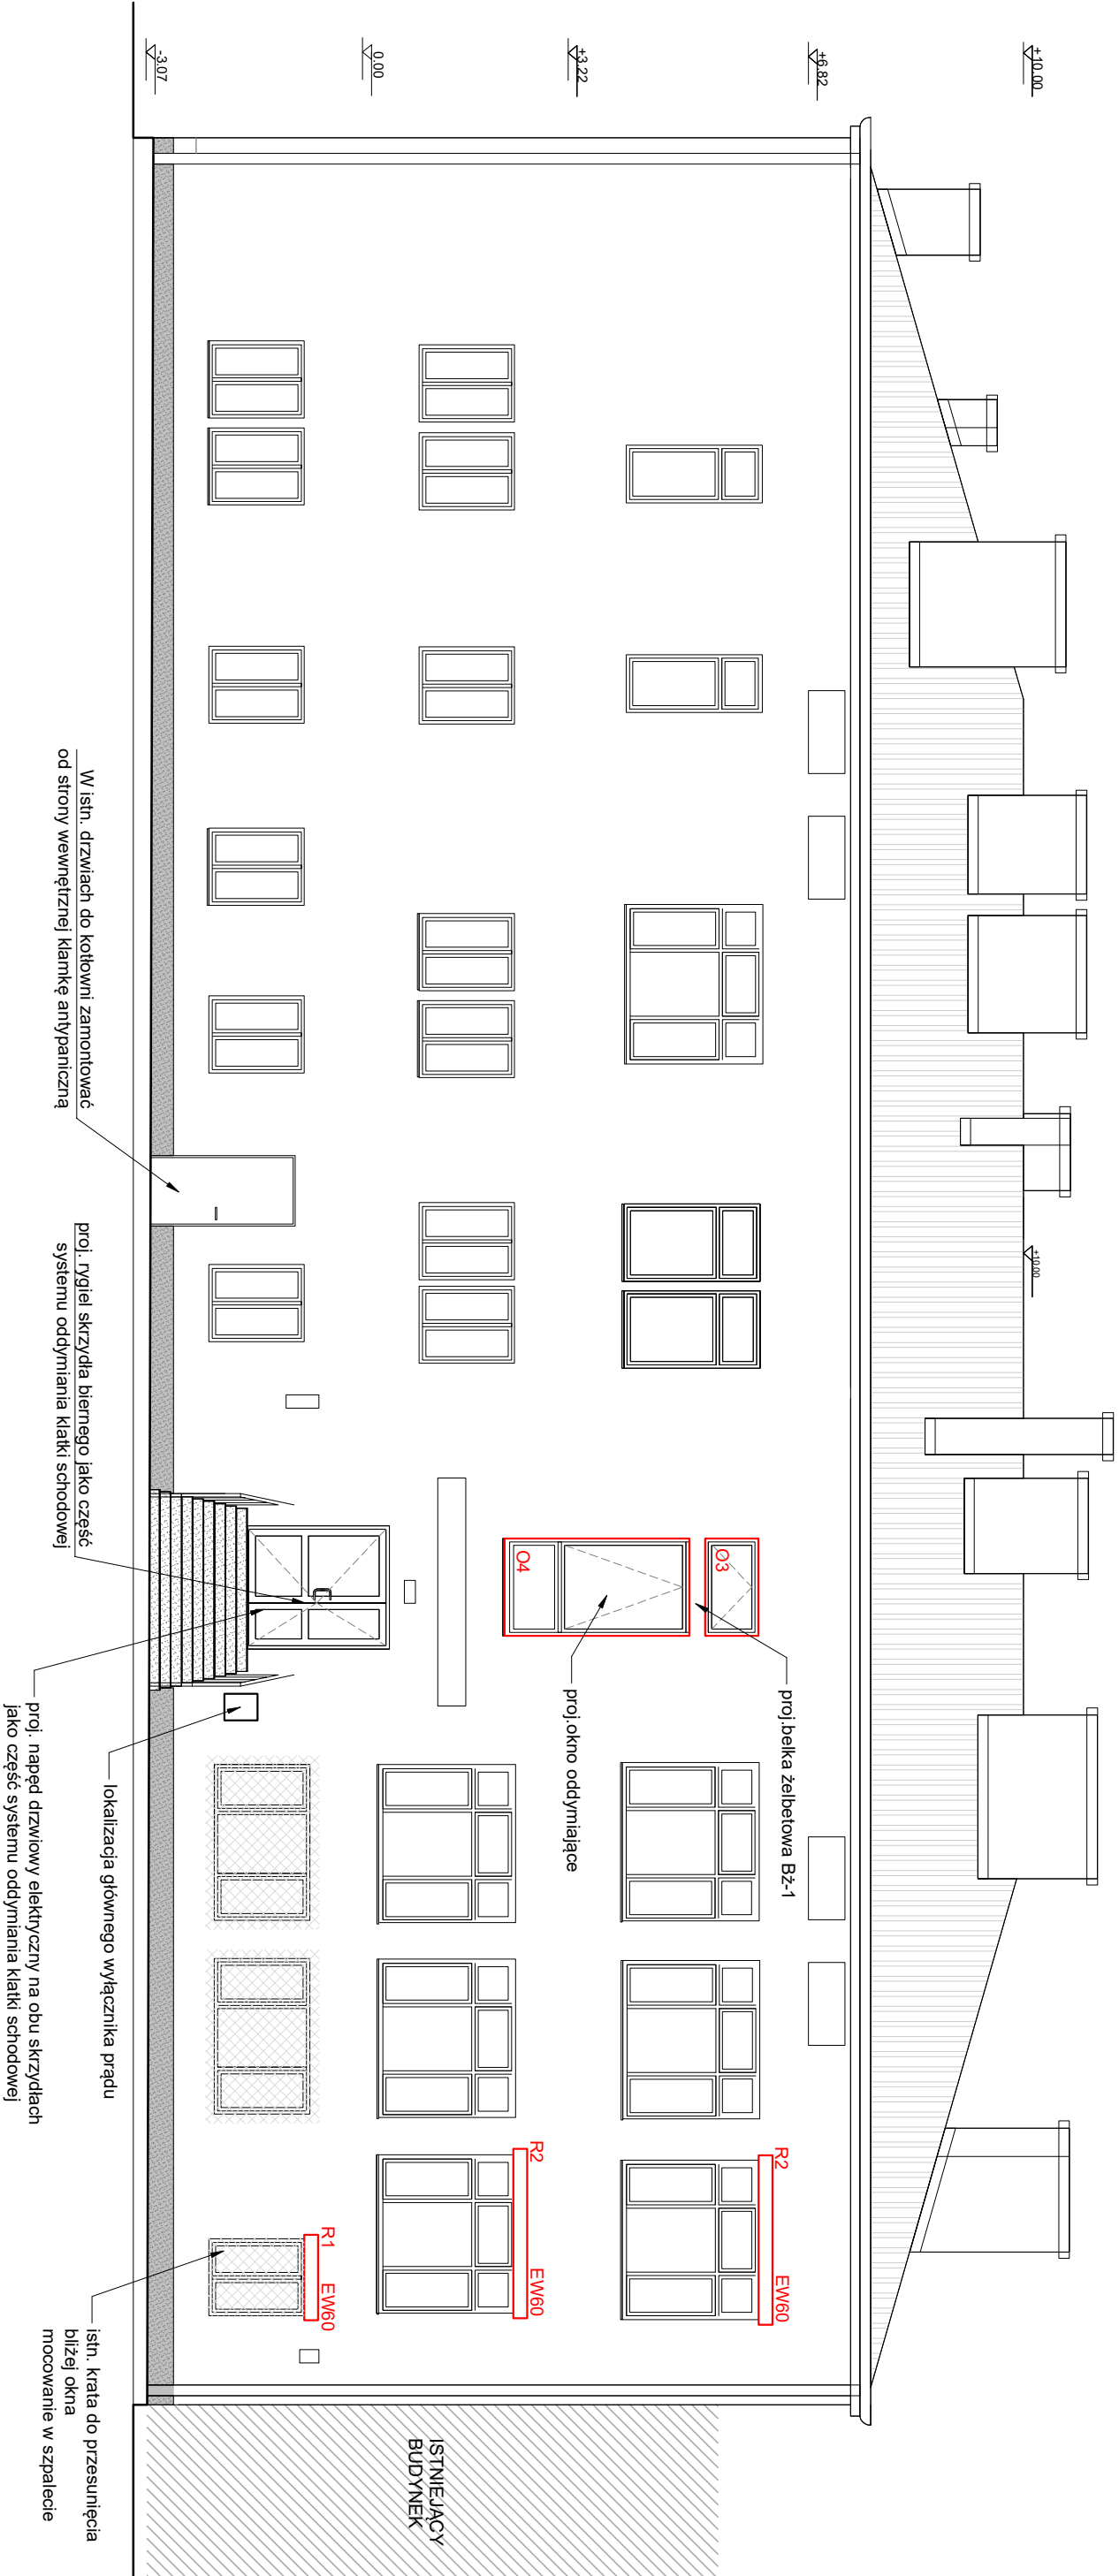 +10.00
+6.82
+3.22
0.00
-3.07
+10.00
O3
O4
proj.belka żelbetowa Bż-1
proj.okno oddymiające
R2
EW60
R2
EW60
R1
EW60
ISTNIEJĄCY
BUDYNEK
W istn. drzwiach do kotłowni zamontować
od strony wewnętrznej klamkę antypaniczną
proj. rygiel skrzydła biernego jako część
systemu oddymiania klatki schodowej
lokalizacja głównego wyłącznika prądu
proj. napęd drzwiowy elektryczny na obu skrzydłach
jako część systemu oddymiania klatki schodowej
istn. krata do przesunięcia
bliżej okna
mocowanie w szpalecie